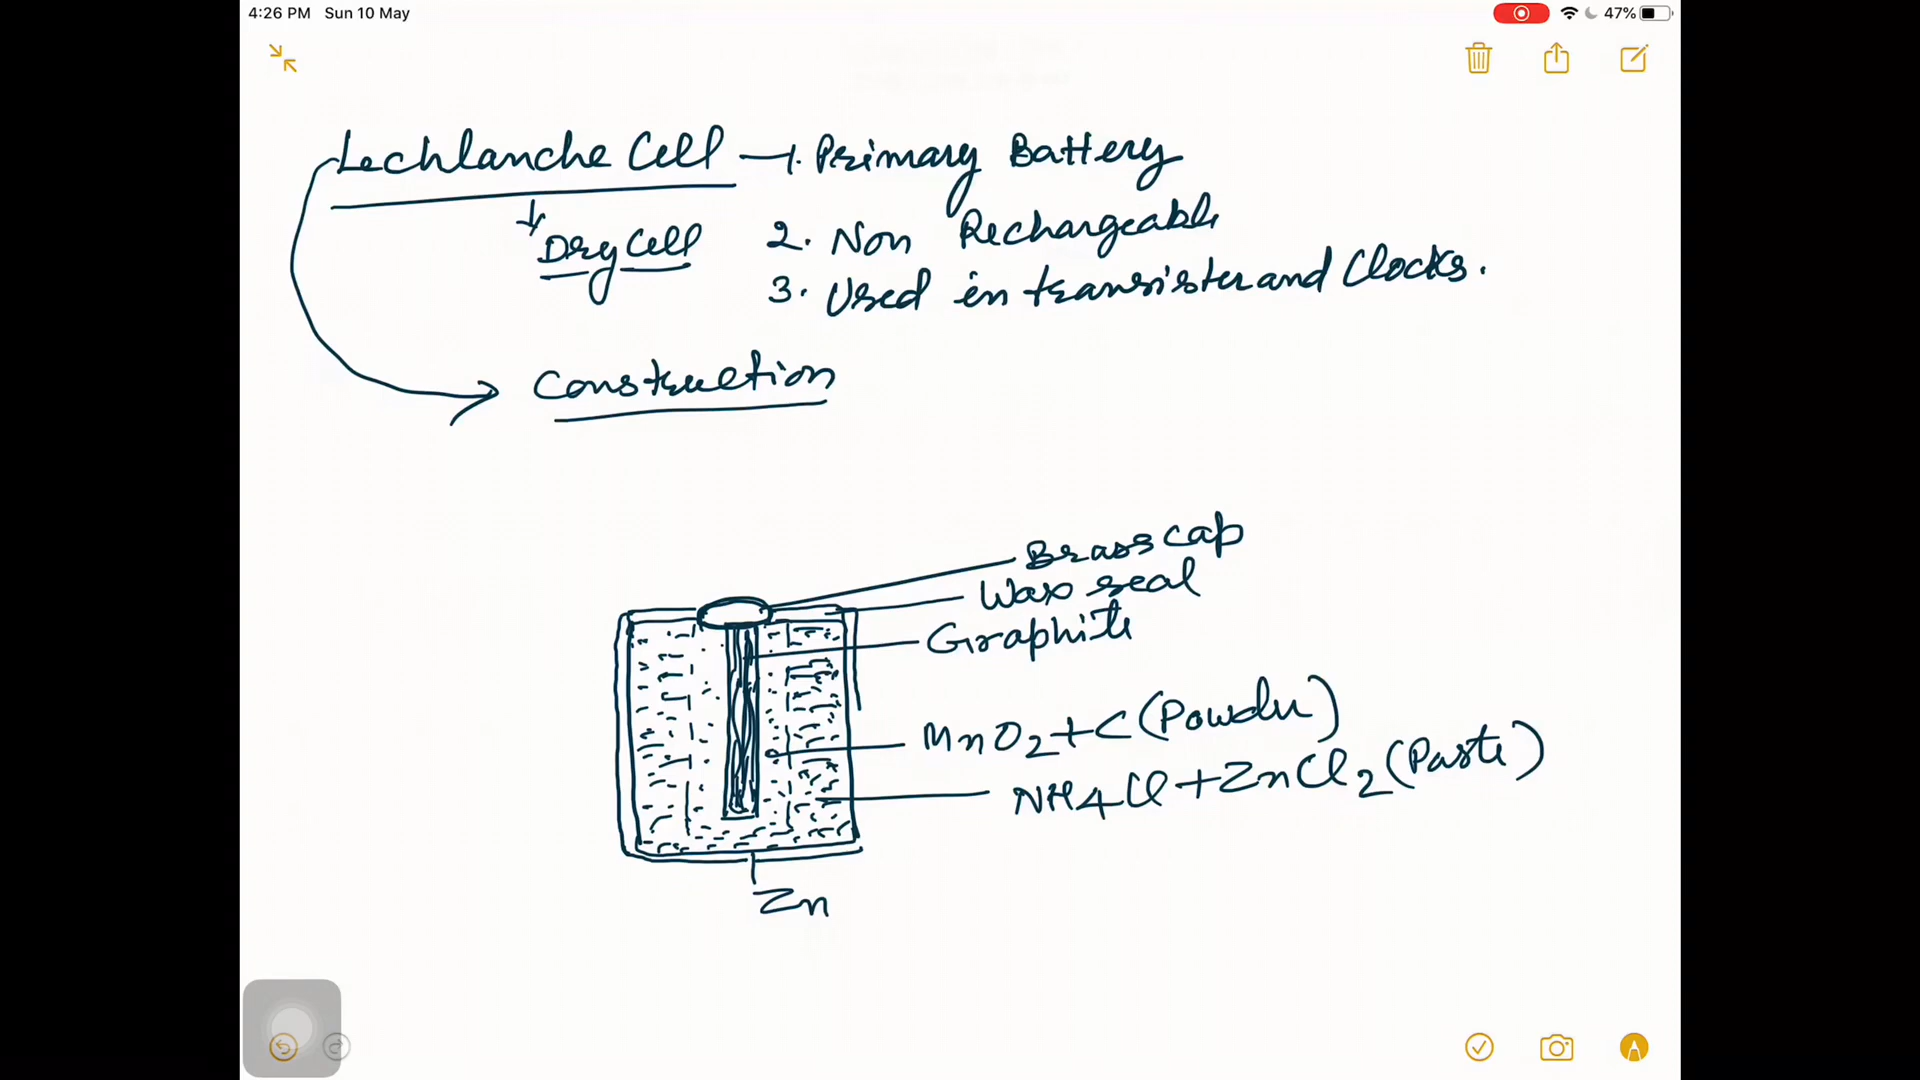 4:26 PM Sun 10 May
47%
Lechlanche Cell → 1. Primary Battery
↓
Dry Cell 2. Non Rechargeable
3. Used in transister and Clocks.
Construction
Brass cap
Wax seal
Graphite
MnO2+C (Powder)
NH4Cl+ZnCl2 (Paste)
Zn